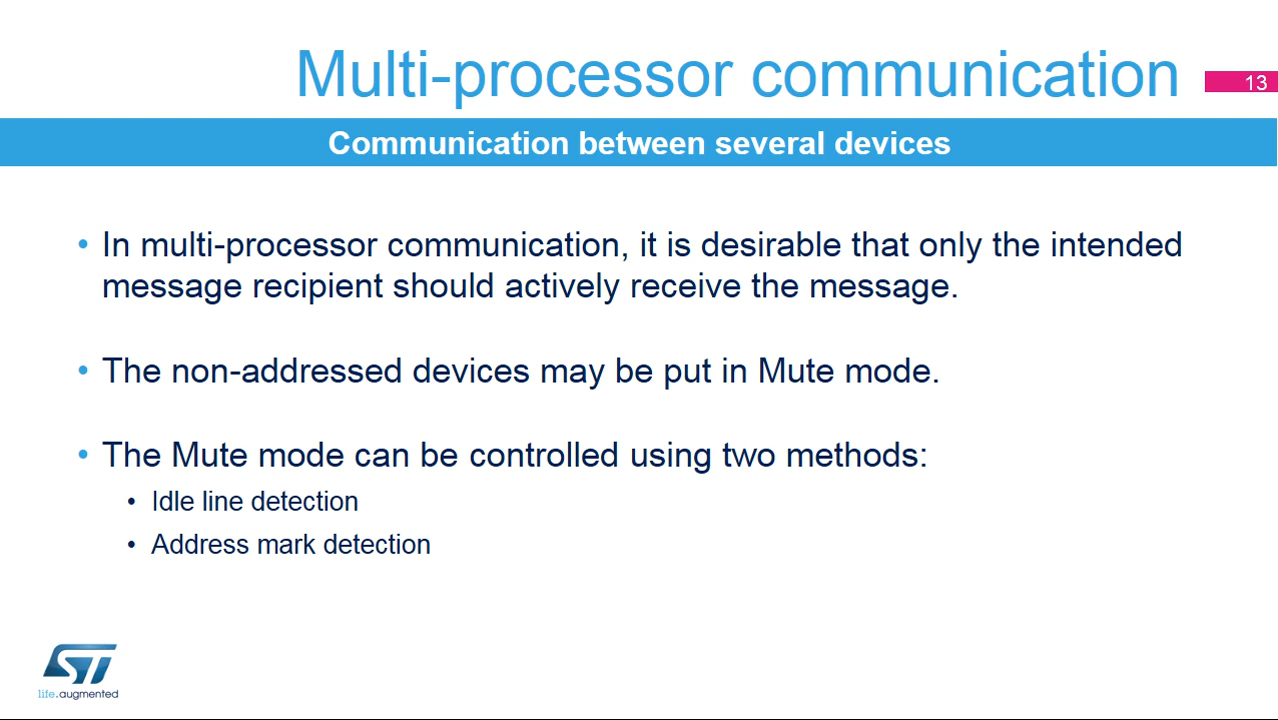 Multi-processor communication
13
Communication between several devices
• In multi-processor communication, it is desirable that only the intended
message recipient should actively receive the message.
• The non-addressed devices may be put in Mute mode.
• The Mute mode can be controlled using two methods:
• Idle line detection
• Address mark detection
ST
life.augmented